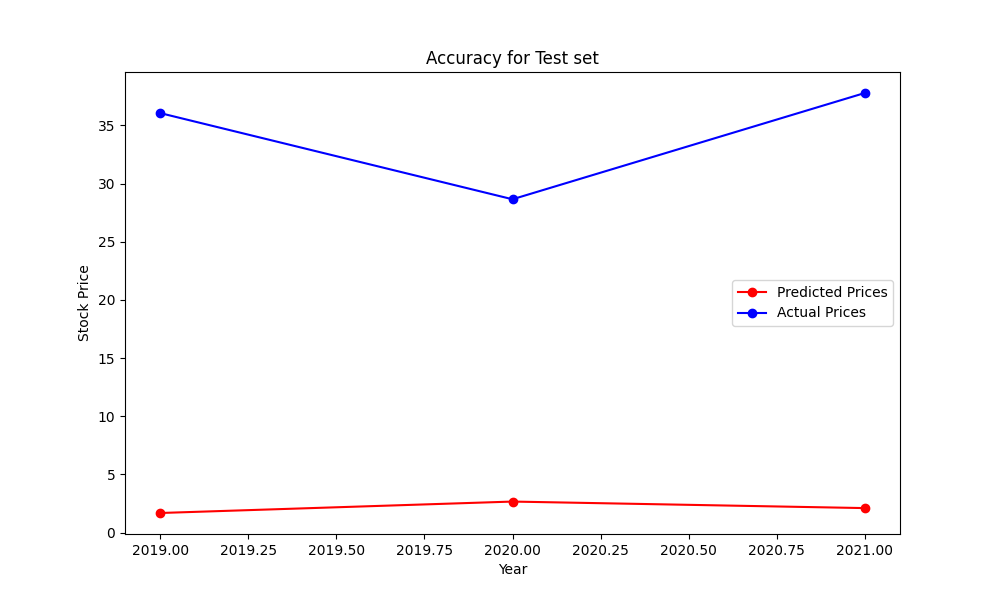 Accuracy for Test set
Stock Price
35
30
25
20
15
10
5
0
Predicted Prices
Actual Prices
2019.00 2019.25 2019.50 2019.75 2020.00 2020.25 2020.50 2020.75 2021.00
Year